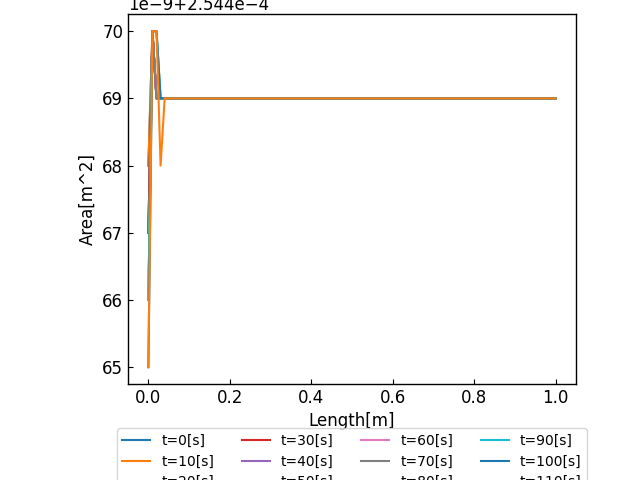 1e−9+2.544e−4
70
69
68
67
66
65
Area[m^2]
0.0 0.2 0.4 0.6 0.8 1.0
Length[m]
t=0[s] t=30[s] t=60[s] t=90[s]
t=10[s] t=40[s] t=70[s] t=100[s]
t=20[s] t=50[s] t=80[s] t=110[s]